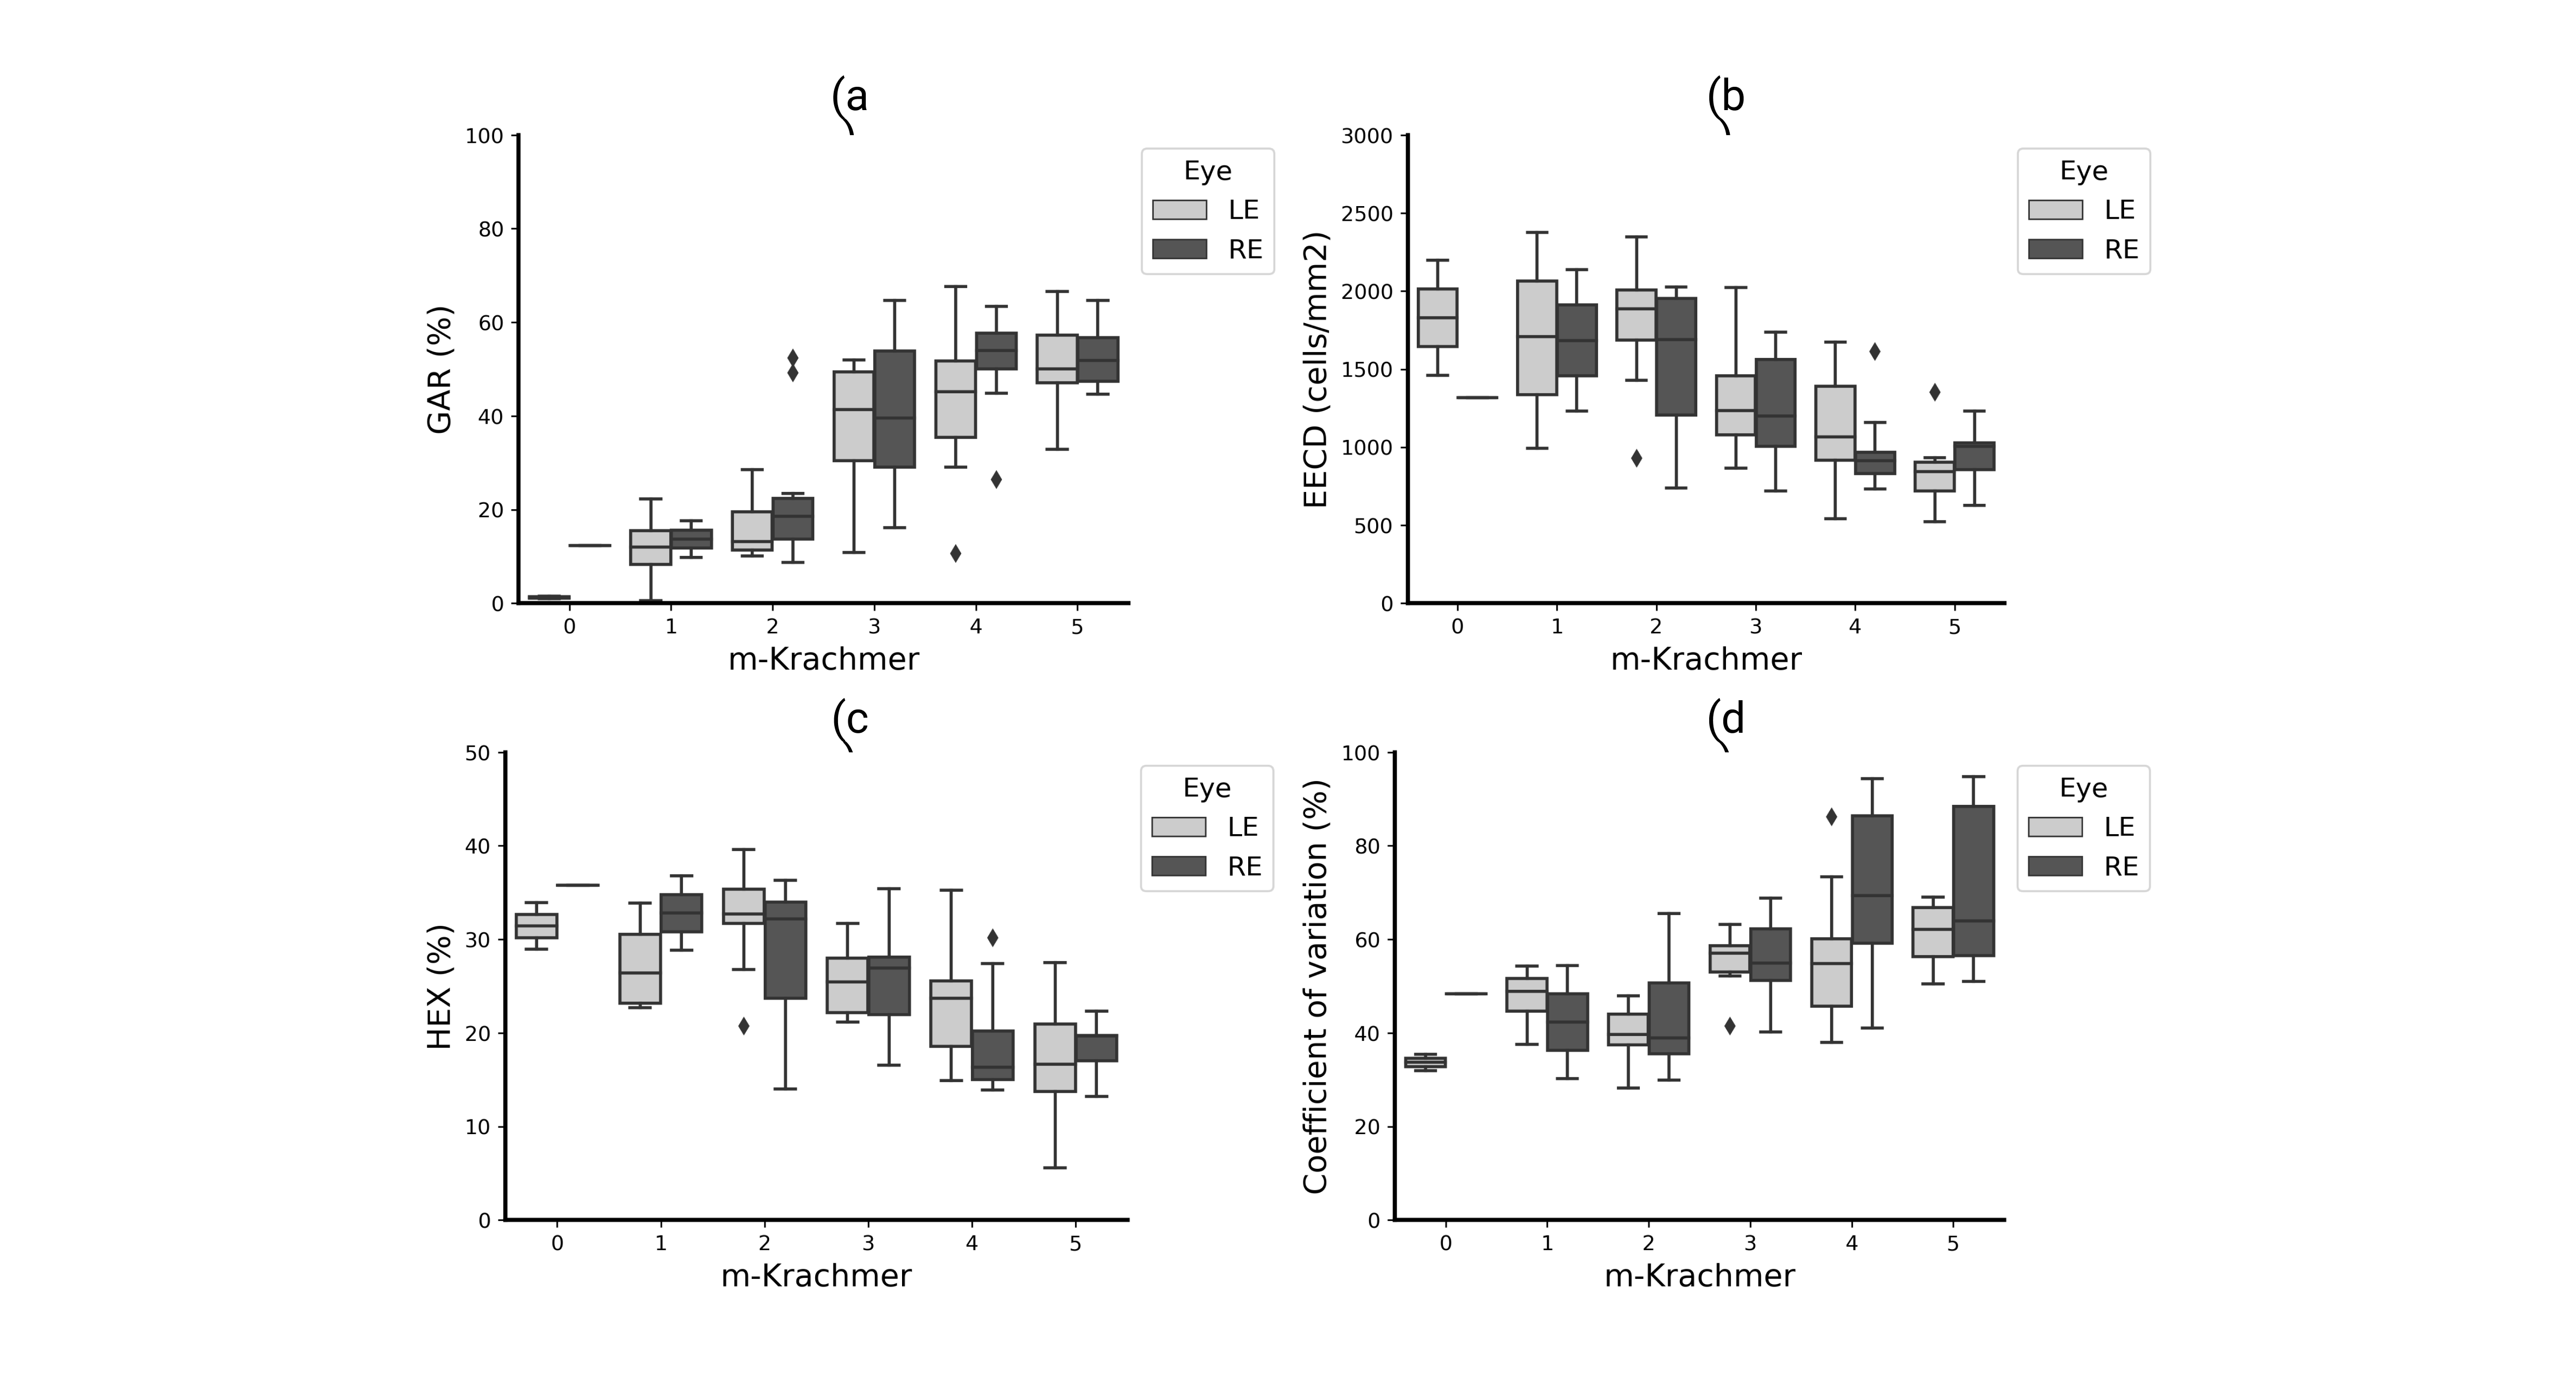 (a
)
100
80
60
40
20
0
GAR (%)
0 1 2 3 4 5
m-Krachmer
Eye
LE
RE
(b
)
3000
2500
2000
1500
1000
500
0
EECD (cells/mm2)
0 1 2 3 4 5
m-Krachmer
Eye
LE
RE
(c
)
50
40
30
20
10
0
HEX (%)
0 1 2 3 4 5
m-Krachmer
Eye
LE
RE
(d
)
100
80
60
40
20
0
Coefficient of variation (%)
0 1 2 3 4 5
m-Krachmer
Eye
LE
RE